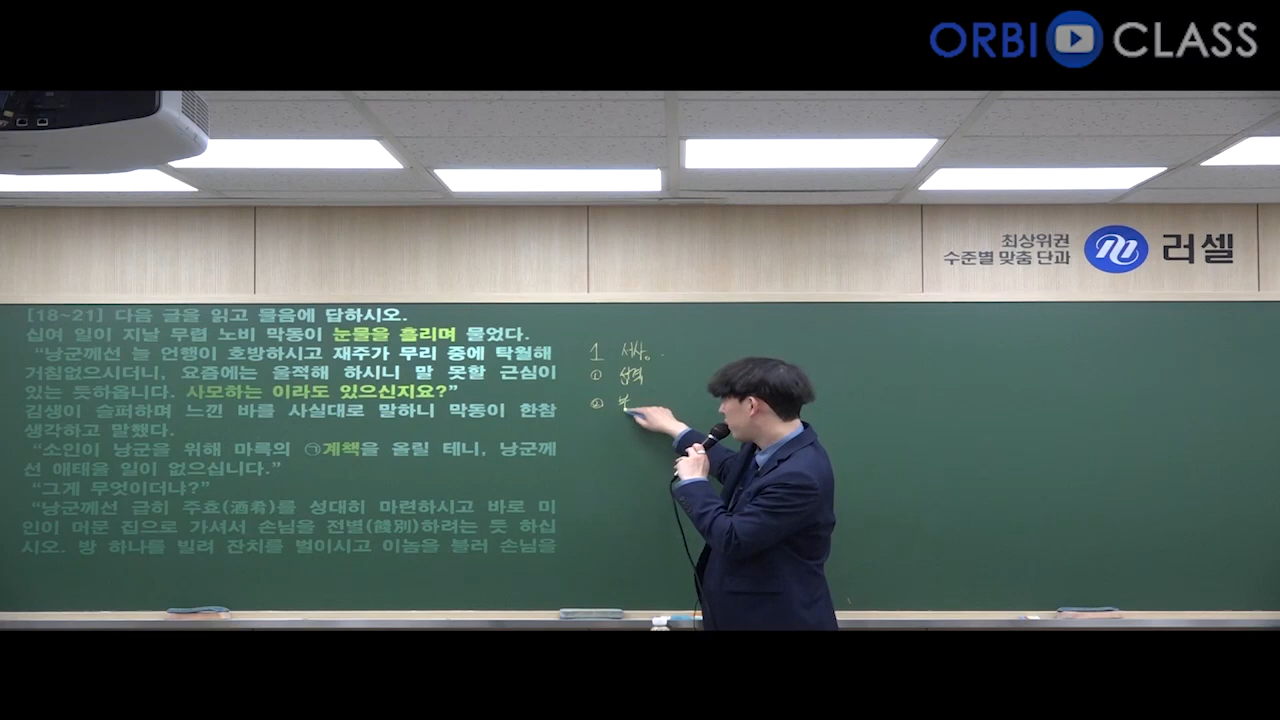 ORBI CLASS
최상위권
수준별 맞춤 단과
러셀
[18~21] 다음 글을 읽고 물음에 답하시오.
십여 일이 지날 무렵 노비 막동이 눈물을 흘리며 물었다.
“낭군께선 늘 언행이 호방하시고 재주가 무리 중에 탁월해
거침없으시더니, 요즘에는 울적해 하시니 말 못할 근심이
있는 듯하옵니다. 사모하는 이라도 있으신지요?”
김생이 슬퍼하며 느낀 바를 사실대로 말하니 막동이 한참
생각하고 말했다.
“소인이 낭군을 위해 마륵의 ㉠계책을 올릴 테니, 낭군께
선 애태울 일이 없으십니다.”
“그게 무엇이더냐?”
“낭군께선 급히 주효(酒肴)를 성대히 마련하시고 바로 미
인이 머문 집으로 가셔서 손님을 전별(餞別)하려는 듯 하십
시오. 방 하나를 빌려 잔치를 벌이시고 이놈을 불러 손님을
1 서사.
①
② 부